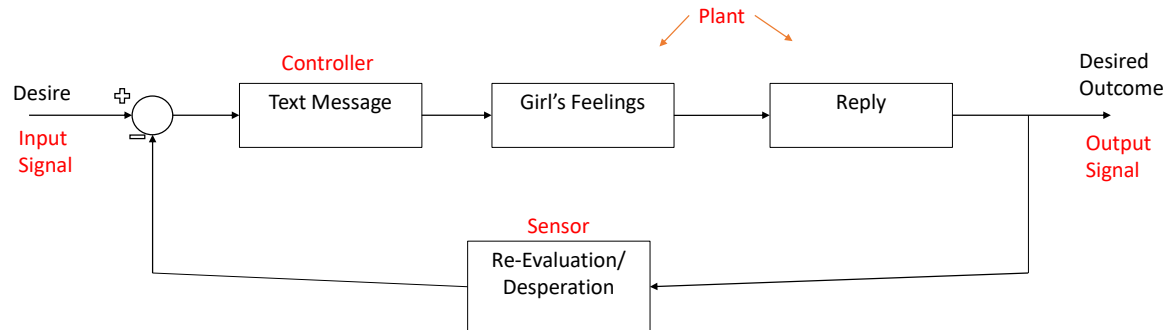 Plant
Controller
Desired
Outcome
Desire
Text Message
Girl's Feelings
Reply
Input
Signal
Output
Signal
Sensor
Re-Evaluation/
Desperation